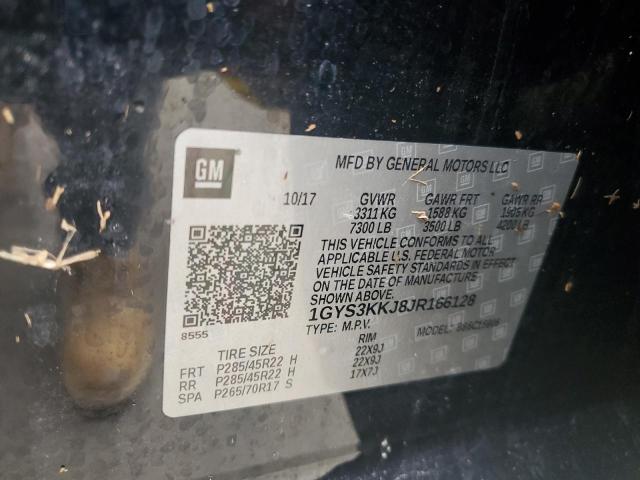 GM
MFD BY GENERAL MOTORS LLC
10/17 GVWR GAWR FRT GAWR RR
3311 KG 1588 KG 1905 KG
7300 LB 3500 LB 4200 LB
THIS VEHICLE CONFORMS TO ALL
APPLICABLE U.S. FEDERAL MOTOR
VEHICLE SAFETY STANDARDS IN EFFECT
ON THE DATE OF MANUFACTURE
SHOWN ABOVE.
1GYS3KKJ8JR166128
8555
TYPE: M.P.V. MODEL:
TIRE SIZE RIM
FRT P285/45R22 H 22X9J
RR P285/45R22 H 22X9J
SPA P265/70R17 S 17X7J